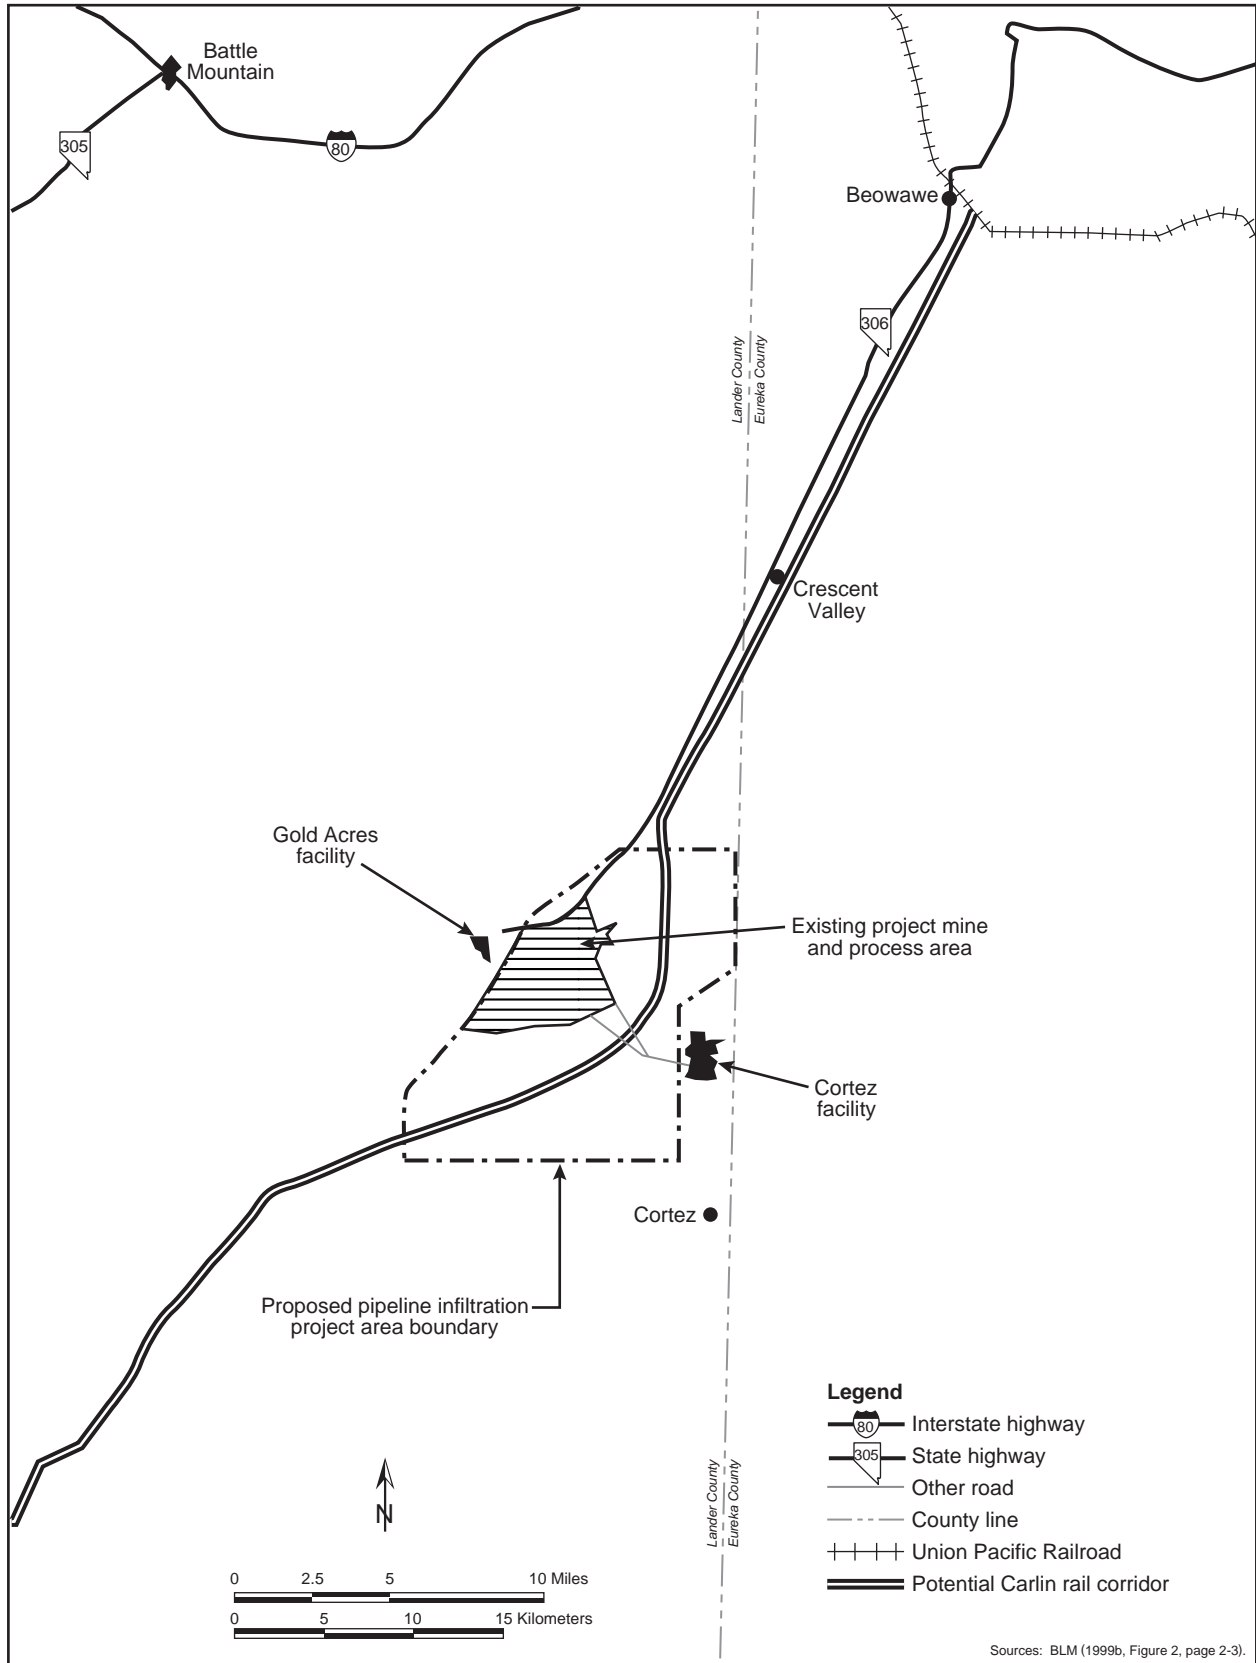 Battle
Mountain
305
80
Beowawe
306
Lander County
Eureka County
Crescent
Valley
Gold Acres
facility
Existing project mine
and process area
Cortez
facility
Cortez
Proposed pipeline infiltration
project area boundary
Lander County
Eureka County
N
0 2.5 5 10 Miles
0 5 10 15 Kilometers
Legend
80 Interstate highway
305 State highway
Other road
County line
Union Pacific Railroad
Potential Carlin rail corridor
Sources: BLM (1999b, Figure 2, page 2-3).